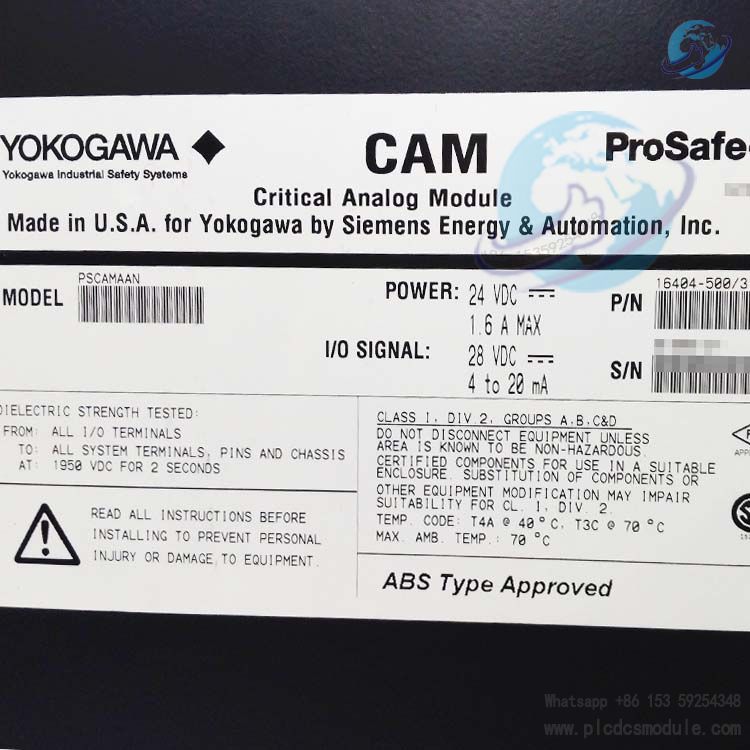 YOKOGAWA
Yokogawa Industrial Safety Systems
CAM
ProSafe-
Critical Analog Module
Made in U.S.A. for Yokogawa by Siemens Energy & Automation, Inc.
MODEL
PSCAMAAN
POWER: 24 VDC
1.6 A MAX
I/O SIGNAL: 28 VDC
4 to 20 mA
P/N
16404-500/3
S/N
DIELECTRIC STRENGTH TESTED:
FROM: ALL I/O TERMINALS
TO: ALL SYSTEM TERMINALS, PINS AND CHASSIS
AT: 1950 VDC FOR 2 SECONDS
READ ALL INSTRUCTIONS BEFORE
INSTALLING TO PREVENT PERSONAL
INJURY OR DAMAGE TO EQUIPMENT.
CLASS I, DIV 2, GROUPS A,B,C&D
DO NOT DISCONNECT EQUIPMENT UNLESS
AREA IS KNOWN TO BE NON-HAZARDOUS.
CERTIFIED COMPONENTS FOR USE IN A SUITABLE
ENCLOSURE. SUBSTITUTION OF COMPONENTS OR
OTHER EQUIPMENT MODIFICATION MAY IMPAIR
SUITABILITY FOR CL. I, DIV. 2.
TEMP. CODE: T4A @ 40°C, T3C @ 70°C
MAX. AMB. TEMP.: 70°C
ABS Type Approved
Whatsapp +86 153 59254348
www.plcdcsmodule.com